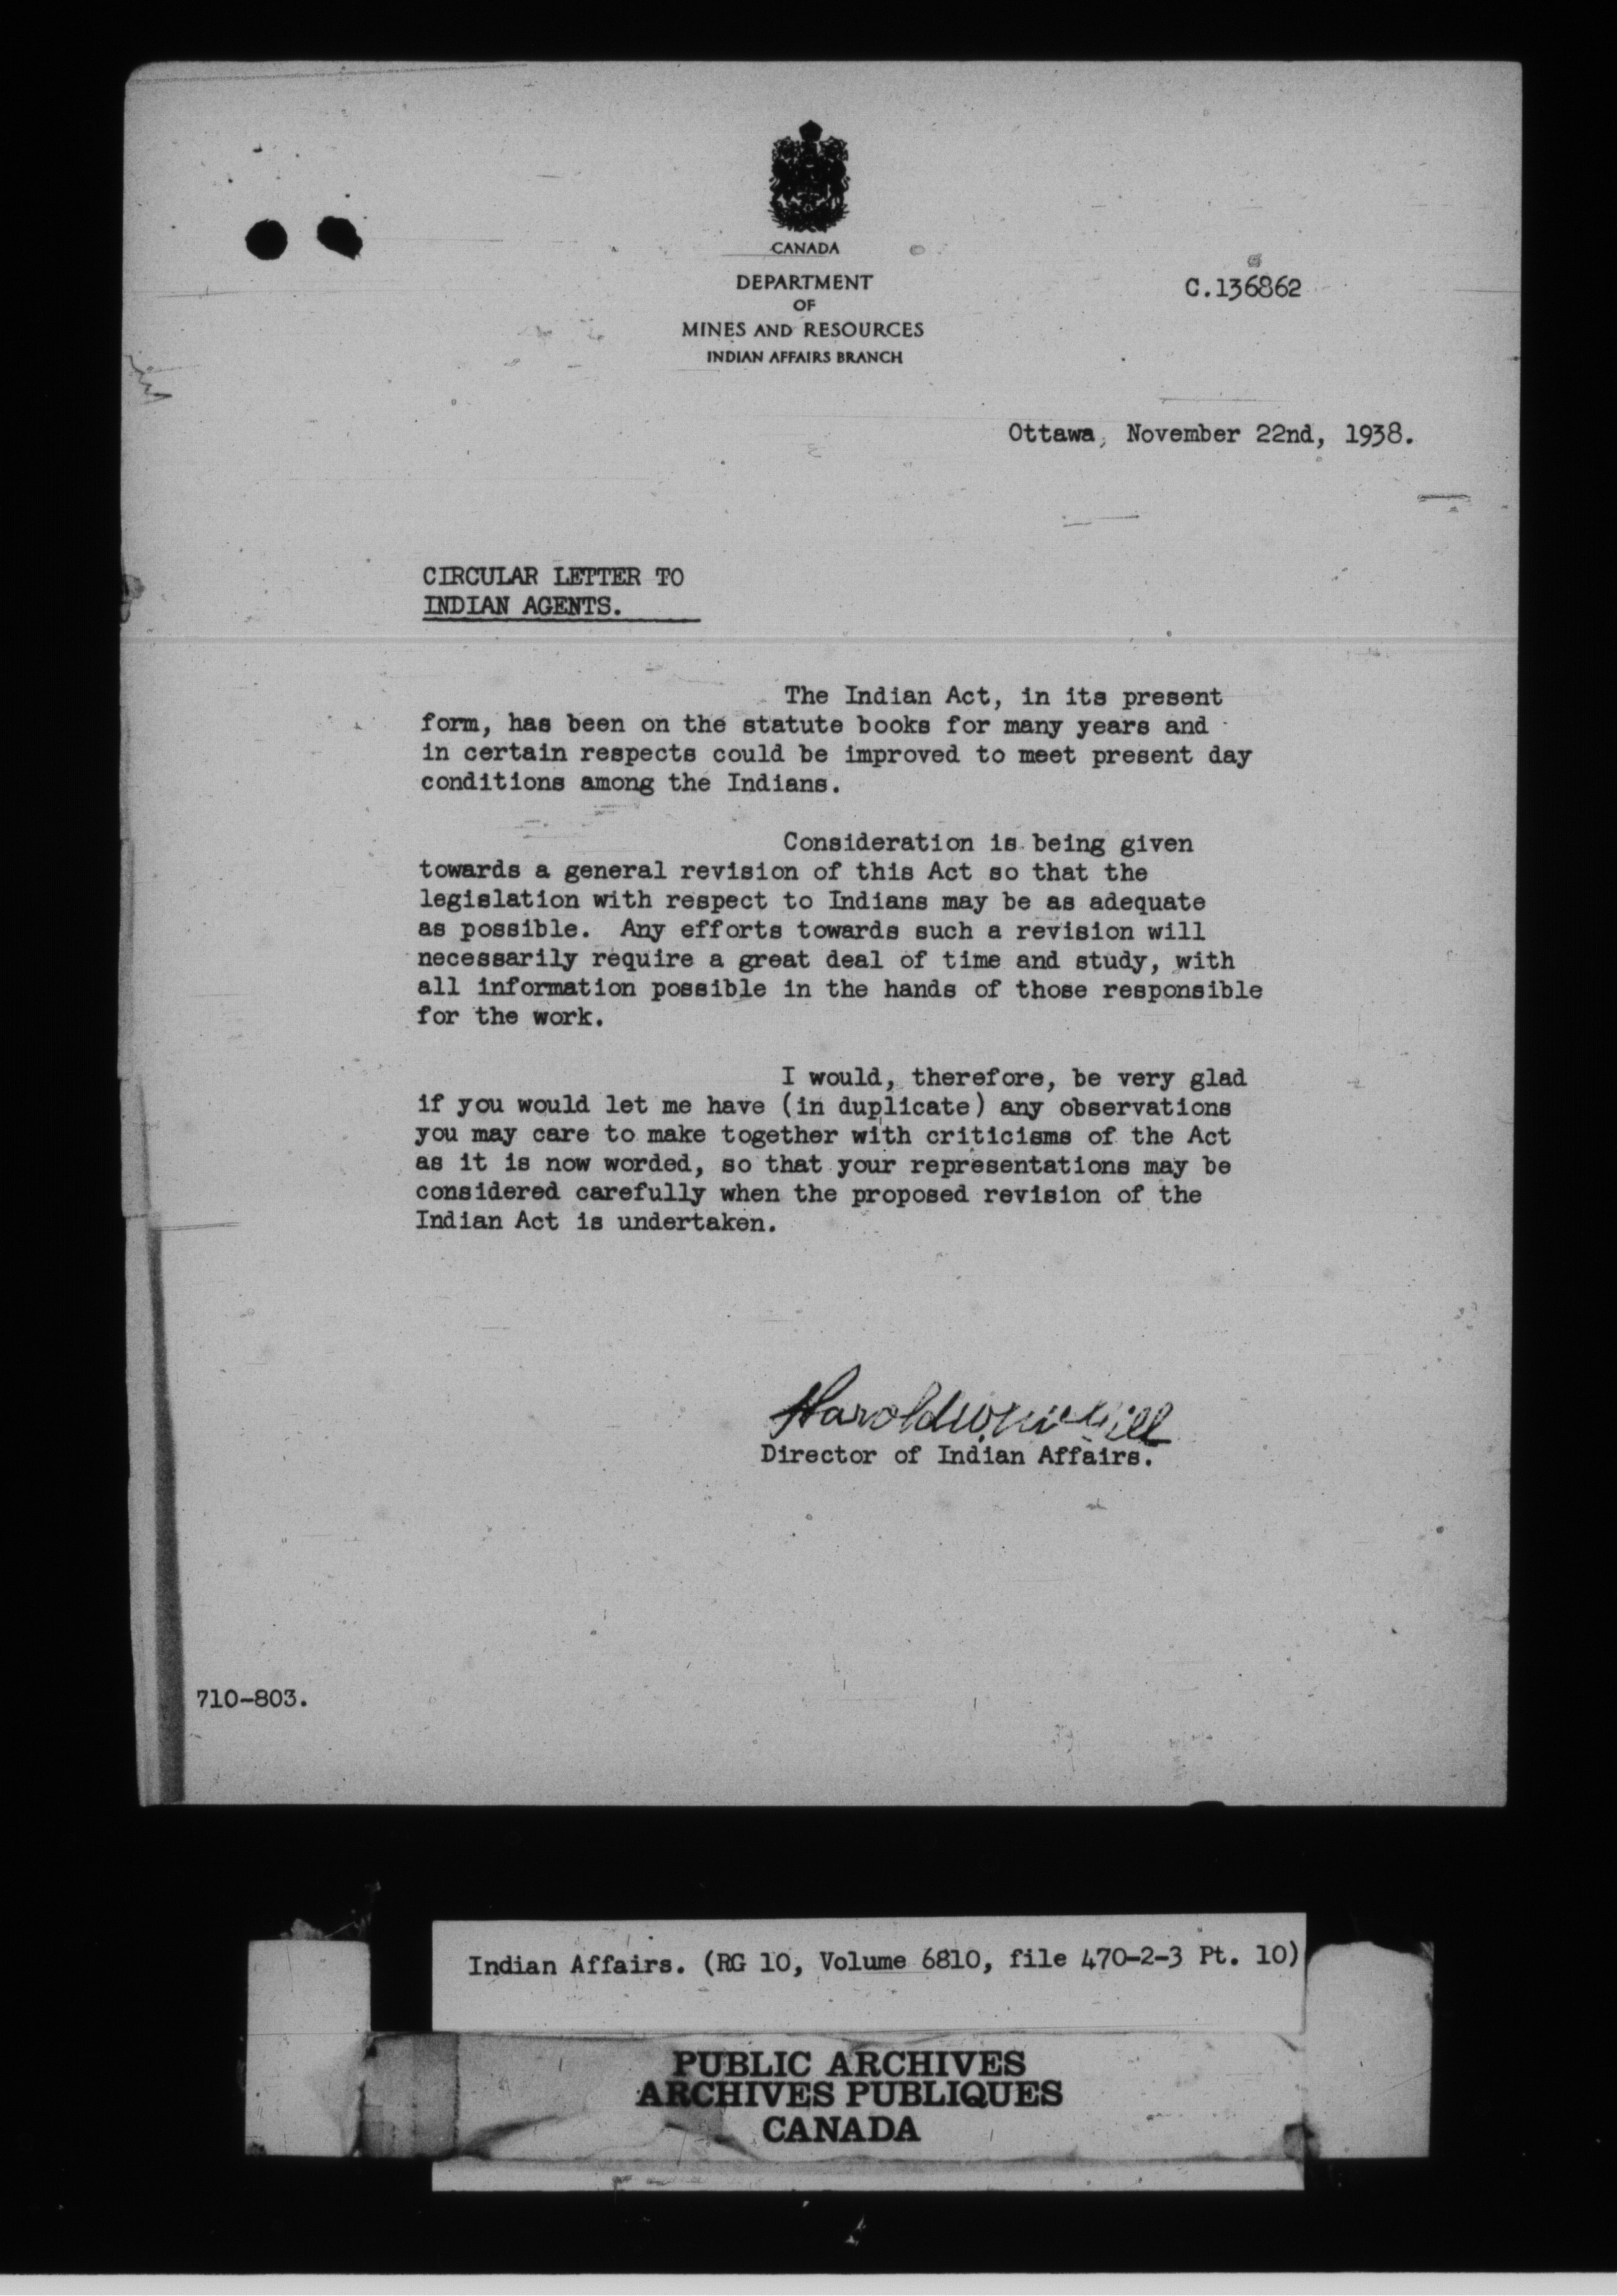 CANADA
DEPARTMENT
OF
MINES AND RESOURCES
INDIAN AFFAIRS BRANCH
C.136862
Ottawa, November 22nd, 1938.
CIRCULAR LETTER TO
INDIAN AGENTS.
The Indian Act, in its present
form, has been on the statute books for many years and
in certain respects could be improved to meet present day
conditions among the Indians.
Consideration is being given
towards a general revision of this Act so that the
legislation with respect to Indians may be as adequate
as possible. Any efforts towards such a revision will
necessarily require a great deal of time and study, with
all information possible in the hands of those responsible
for the work.
I would, therefore, be very glad
if you would let me have (in duplicate) any observations
you may care to make together with criticisms of the Act
as it is now worded, so that your representations may be
considered carefully when the proposed revision of the
Indian Act is undertaken.
Harold W. McGill
Director of Indian Affairs.
710-803.
Indian Affairs. (RG 10, Volume 6810, file 470-2-3 Pt. 10)
PUBLIC ARCHIVES
ARCHIVES PUBLIQUES
CANADA